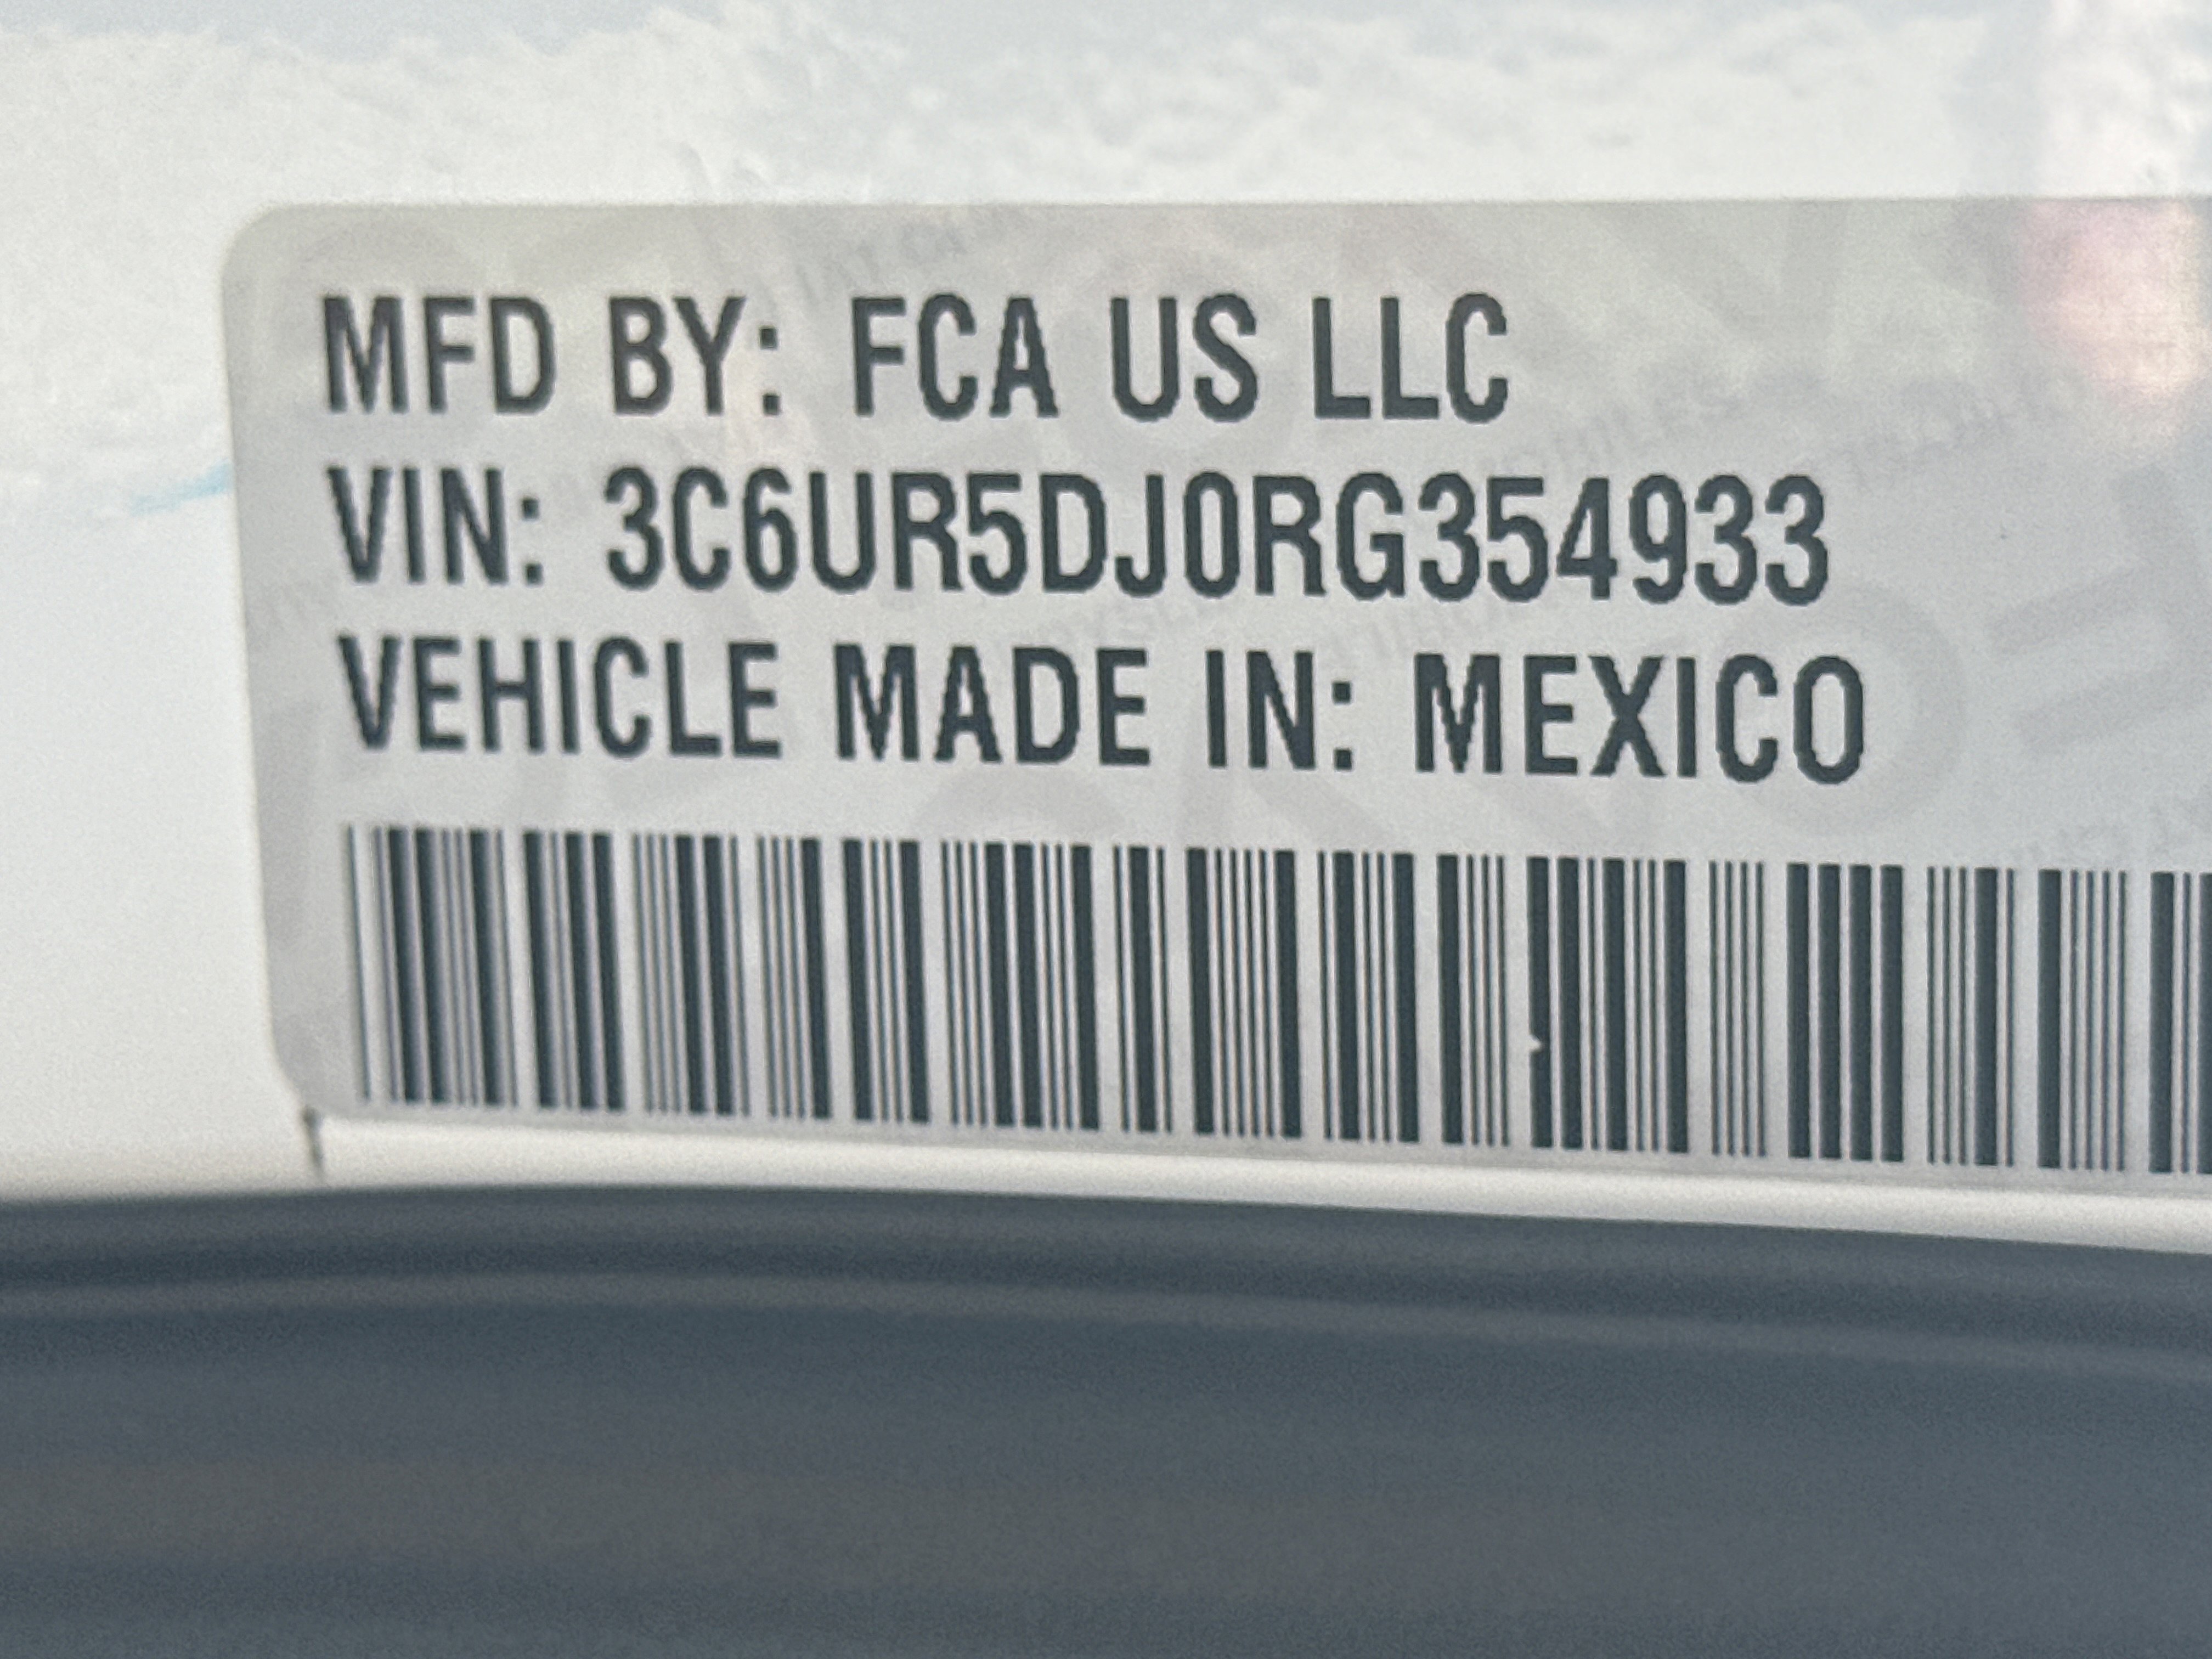 MFD BY: FCA US LLC
VIN: 3C6UR5DJ0RG354933
VEHICLE MADE IN: MEXICO